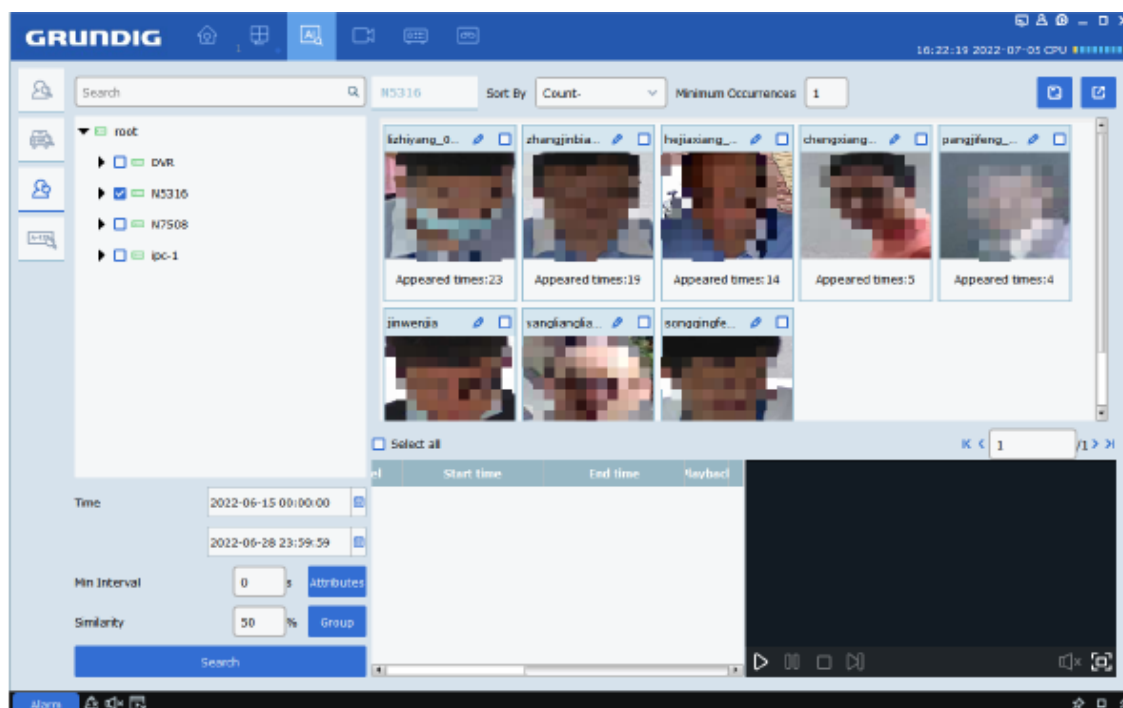 GRUNDIG
1
16:22:19 2022-07-05 CPU
Search
N5316
Sort By
Count-
Minimum Occurrences
1
root
DVR
N5316
N7508
ipc-1
lizhiyang_0...
zhangjinbia...
hejiaxiang_...
chengxiang...
pangjifeng_...
Appeared times:23
Appeared times:19
Appeared times:14
Appeared times:5
Appeared times:4
jinwenjia
yanglianglia...
songqingfe...
Select all
1
/1
Start time
End time
Playback
Time
2022-06-15 00:00:00
2022-06-28 23:59:59
Min Interval
0
s
Attributes
Similarity
50
%
Group
Search
Alarm